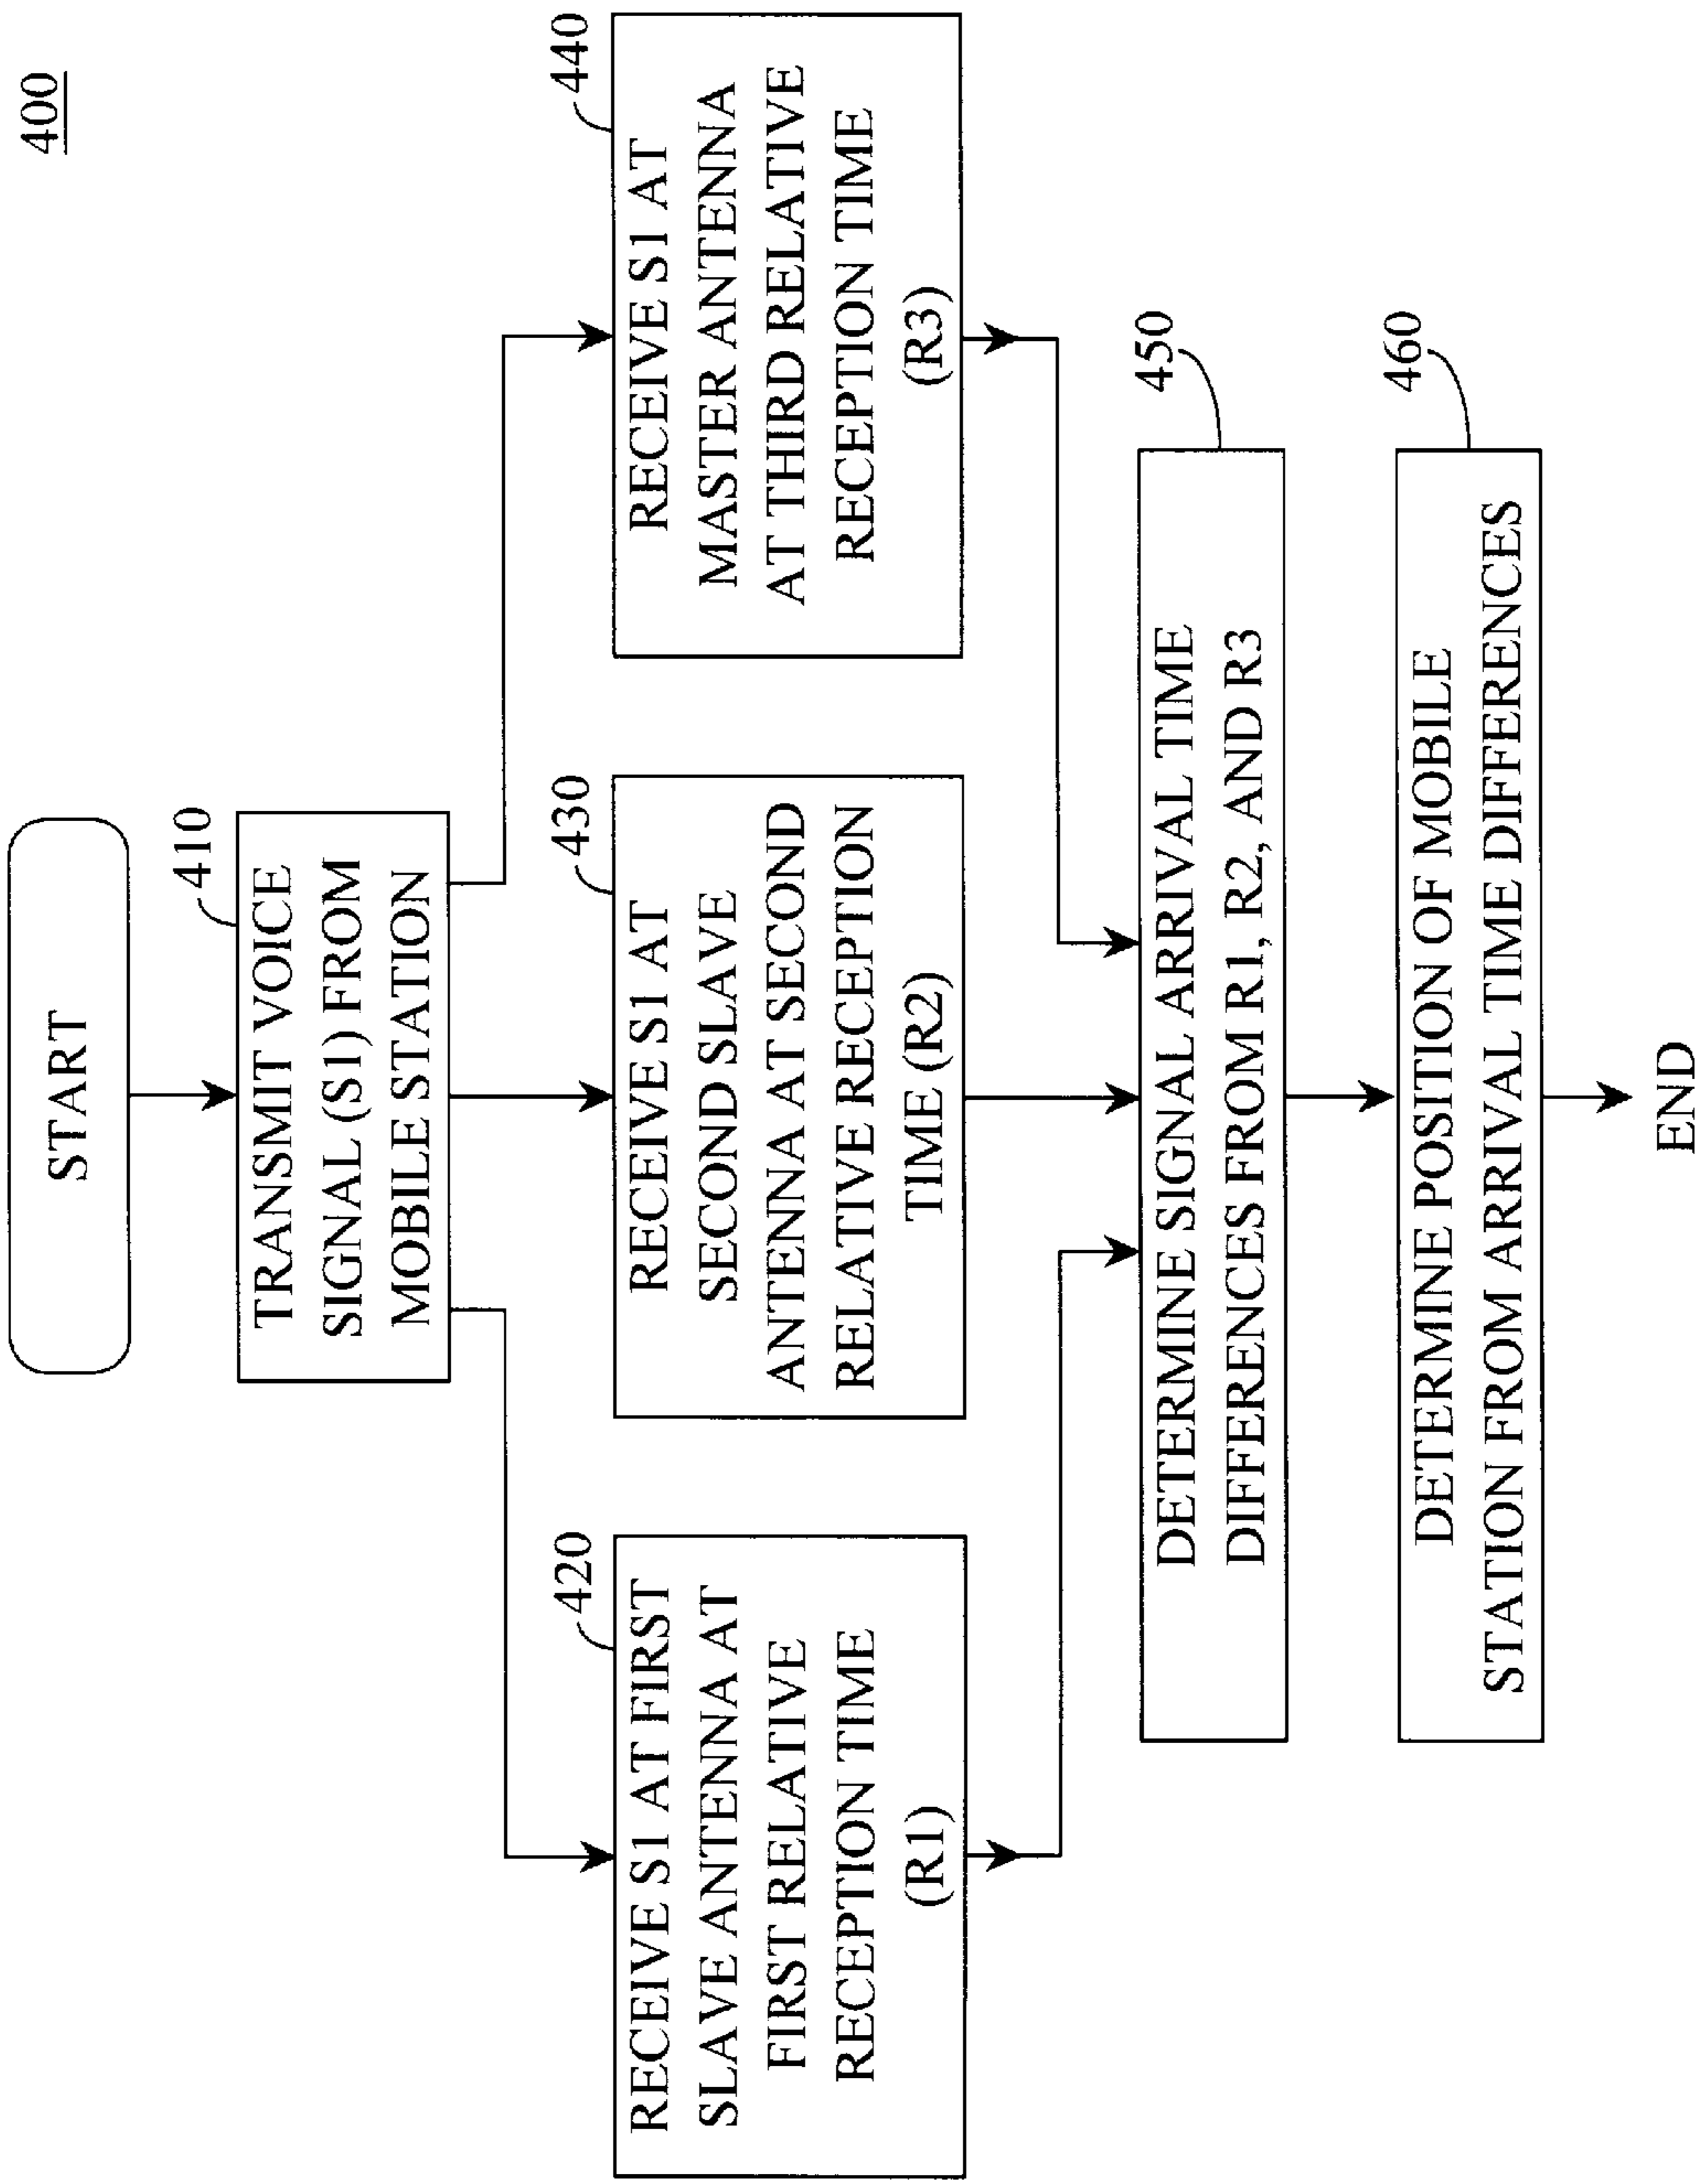 400
START
410
TRANSMIT VOICE
SIGNAL (S1) FROM
MOBILE STATION
420
RECEIVE S1 AT FIRST
SLAVE ANTENNA AT
FIRST RELATIVE
RECEPTION TIME
(R1)
430
RECEIVE S1 AT
SECOND SLAVE
ANTENNA AT SECOND
RELATIVE RECEPTION
TIME (R2)
440
RECEIVE S1 AT
MASTER ANTENNA
AT THIRD RELATIVE
RECEPTION TIME
(R3)
450
DETERMINE SIGNAL ARRIVAL TIME
DIFFERENCES FROM R1, R2, AND R3
460
DETERMINE POSITION OF MOBILE
STATION FROM ARRIVAL TIME DIFFERENCES
END